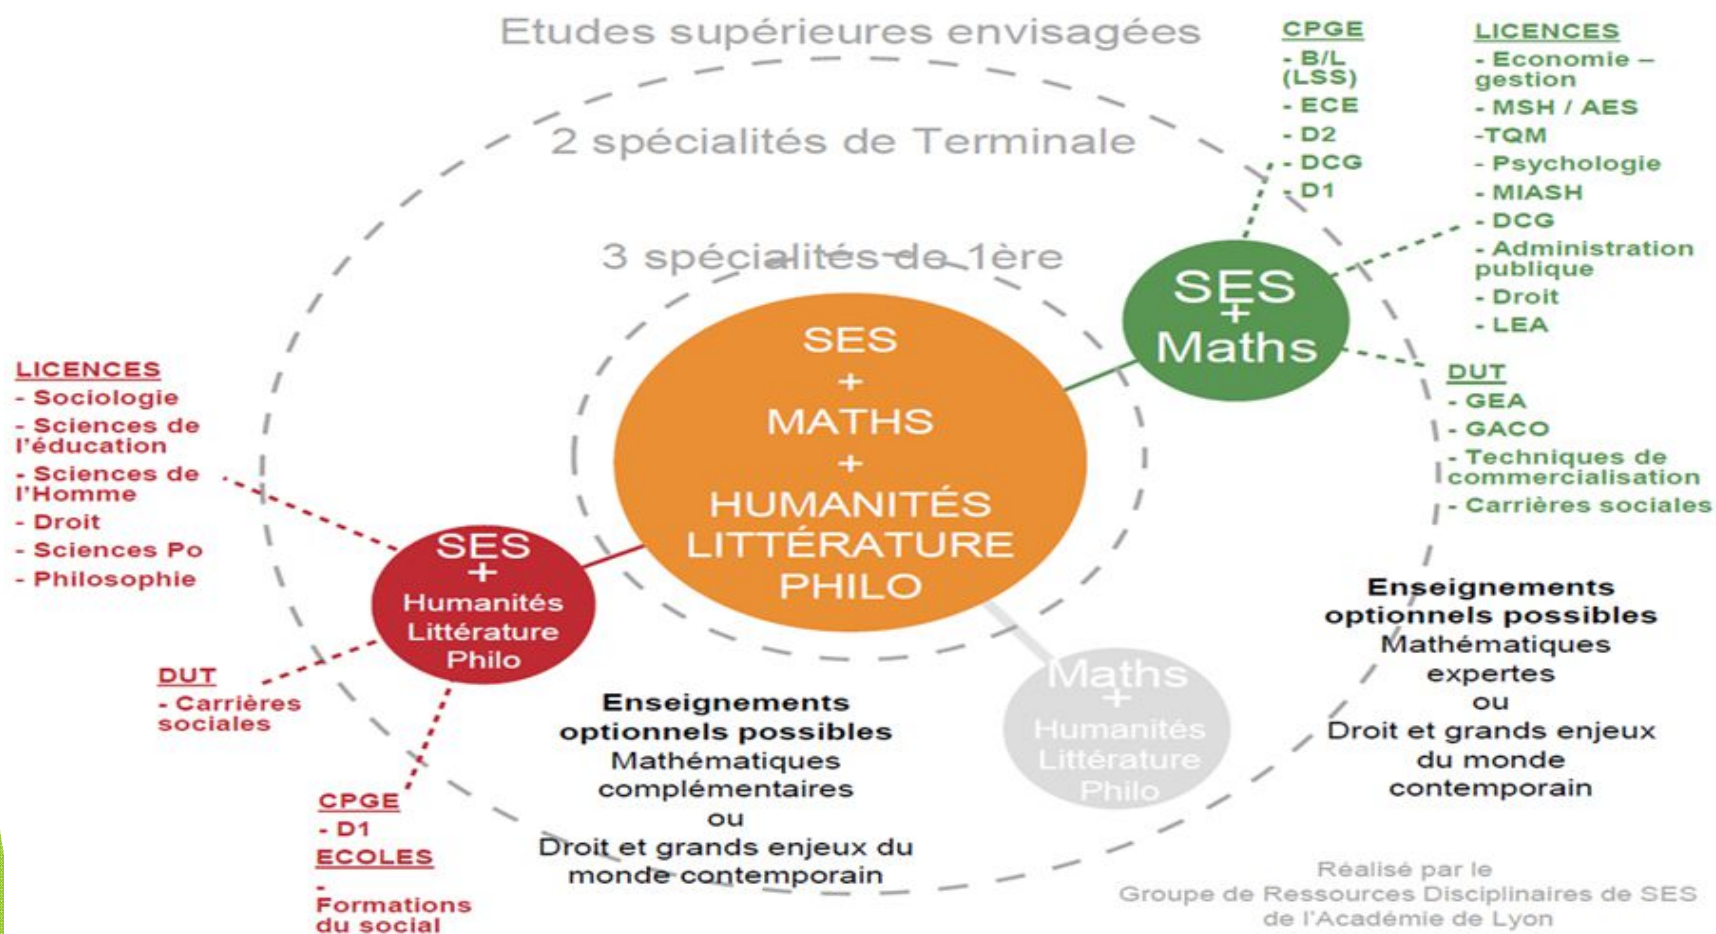 Etudes supérieures envisagées
2 spécialités de Terminale
3 spécialités de 1ère
SES
+
MATHS
+
HUMANITÉS
LITTÉRATURE
PHILO
SES
+
Maths
CPGE
- B/L
(LSS)
- ECE
- D2
- DCG
- D1
LICENCES
- Economie –
gestion
- MSH / AES
-TQM
- Psychologie
- MIASH
- DCG
- Administration
publique
- Droit
- LEA
DUT
- GEA
- GACO
- Techniques de
commercialisation
- Carrières sociales
LICENCES
- Sociologie
- Sciences de
l'éducation
- Sciences de
l'Homme
- Droit
- Sciences Po
- Philosophie
SES
+
Humanités
Littérature
Philo
DUT
- Carrières
sociales
CPGE
- D1
ECOLES
-
Formations
du social
Enseignements
optionnels possibles
Mathématiques
complémentaires
ou
Droit et grands enjeux du
monde contemporain
Maths
+
Humanités
Littérature
Philo
Enseignements
optionnels possibles
Mathématiques
expertes
ou
Droit et grands enjeux
du monde
contemporain
Réalisé par le
Groupe de Ressources Disciplinaires de SES
de l'Académie de Lyon